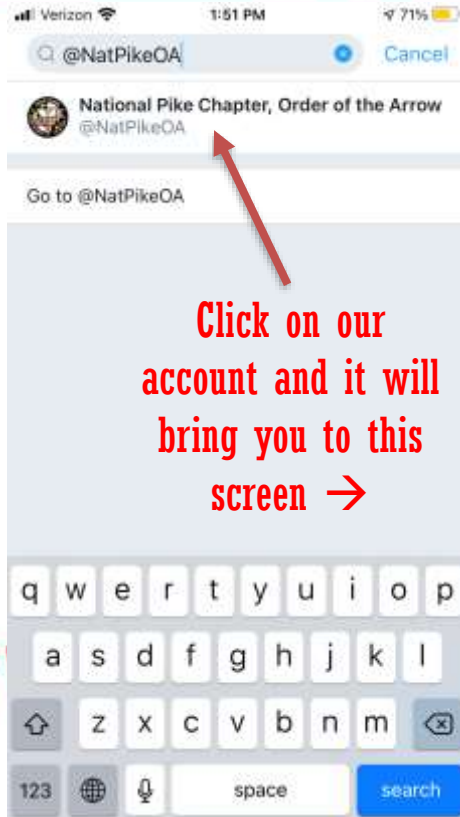 Verizon 1:51 PM 71%
@NatPikeOA Cancel
National Pike Chapter, Order of the Arrow
@NatPikeOA
Go to @NatPikeOA
Click on our
account and it will
bring you to this
screen →
q w e r t y u i o p
a s d f g h j k l
z x c v b n m
123 space search